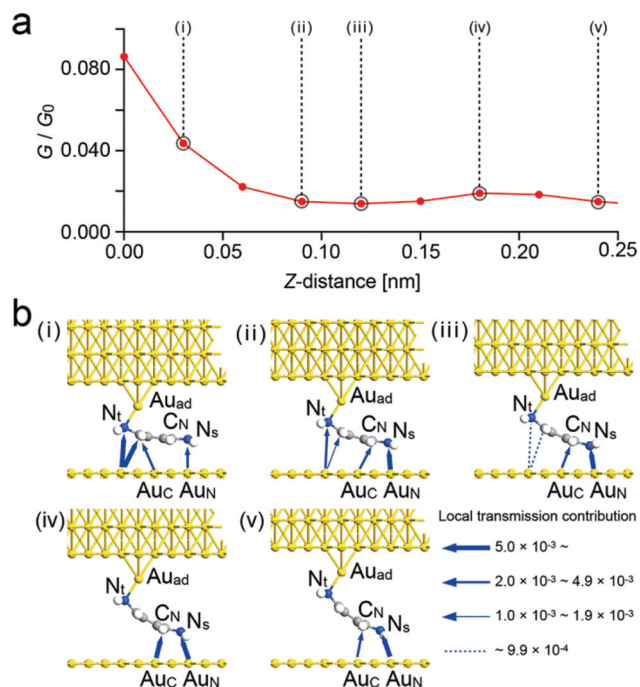 a
(i) (ii) (iii) (iv) (v)
0.080
0.040
0.000
G / G₀
0.00 0.05 0.10 0.15 0.20 0.25
Z-distance [nm]
b
(i) (ii) (iii)
Auad Auad Auad
Nt CN Ns Nt CN Ns Nt CN Ns
AuC AuN AuC AuN AuC AuN
(iv) (v) Local transmission contribution
5.0 × 10⁻³ ~
Auad Auad
2.0 × 10⁻³ ~ 4.9 × 10⁻³
Nt CN Ns Nt CN Ns
1.0 × 10⁻³ ~ 1.9 × 10⁻³
~ 9.9 × 10⁻⁴
AuC AuN AuC AuN